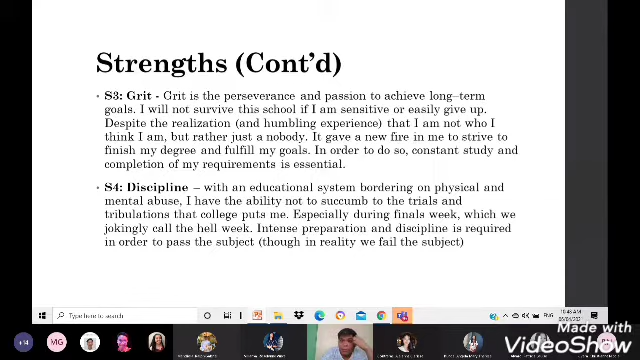 Strengths (Cont'd)
• S3: Grit - Grit is the perseverance and passion to achieve long–term
goals. I will not survive this school if I am sensitive or easily give up.
Despite the realization (and humbling experience) that I am not who I
think I am, but rather just a nobody. It gave a new fire in me to strive to
finish my degree and fulfill my goals. In order to do so, constant study and
completion of my requirements is essential.
• S4: Discipline – with an educational system bordering on physical and
mental abuse, I have the ability not to succumb to the trials and
tribulations that college puts me. Especially during finals week, which we
jokingly call the hell week. Intense preparation and discipline is required
in order to pass the subject (though in reality we fail the subject)
Type here to search
ENG
10:43 AM
Made with
VideoShow
+14
MG